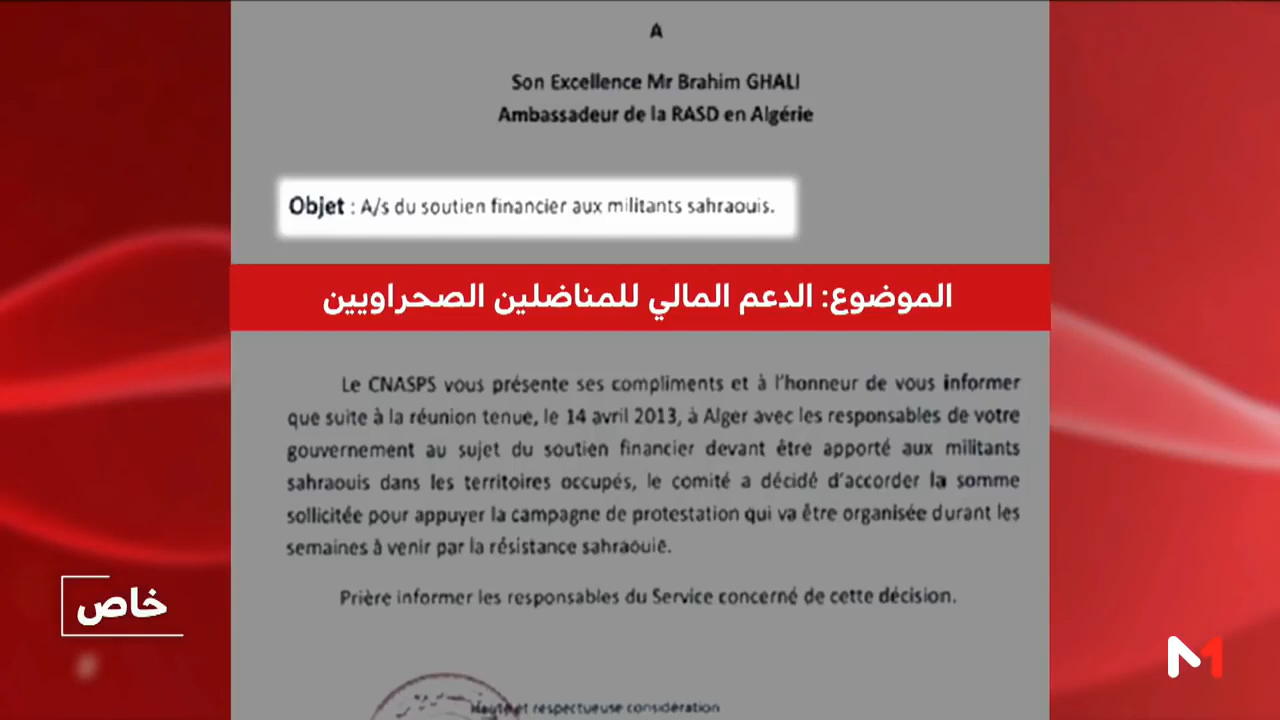 A
Son Excellence Mr Brahim GHALI
Ambassadeur de la RASD en Algérie
Objet : A/s du soutien financier aux militants sahraouis.
الموضوع: الدعم المالي للمناضلين الصحراويين
Le CNASPS vous présente ses compliments et à l'honneur de vous informer
que suite à la réunion tenue, le 14 avril 2013, à Alger avec les responsables de votre
gouvernement au sujet du soutien financier devant être apporté aux militants
sahraouis dans les territoires occupés, le comité a décidé d'accorder la somme
sollicitée pour appuyer la campagne de protestation qui va être organisée durant les
semaines à venir par la résistance sahraouie.
Prière informer les responsables du Service concerné de cette décision.
Haute et respectueuse considération
خاص
M1